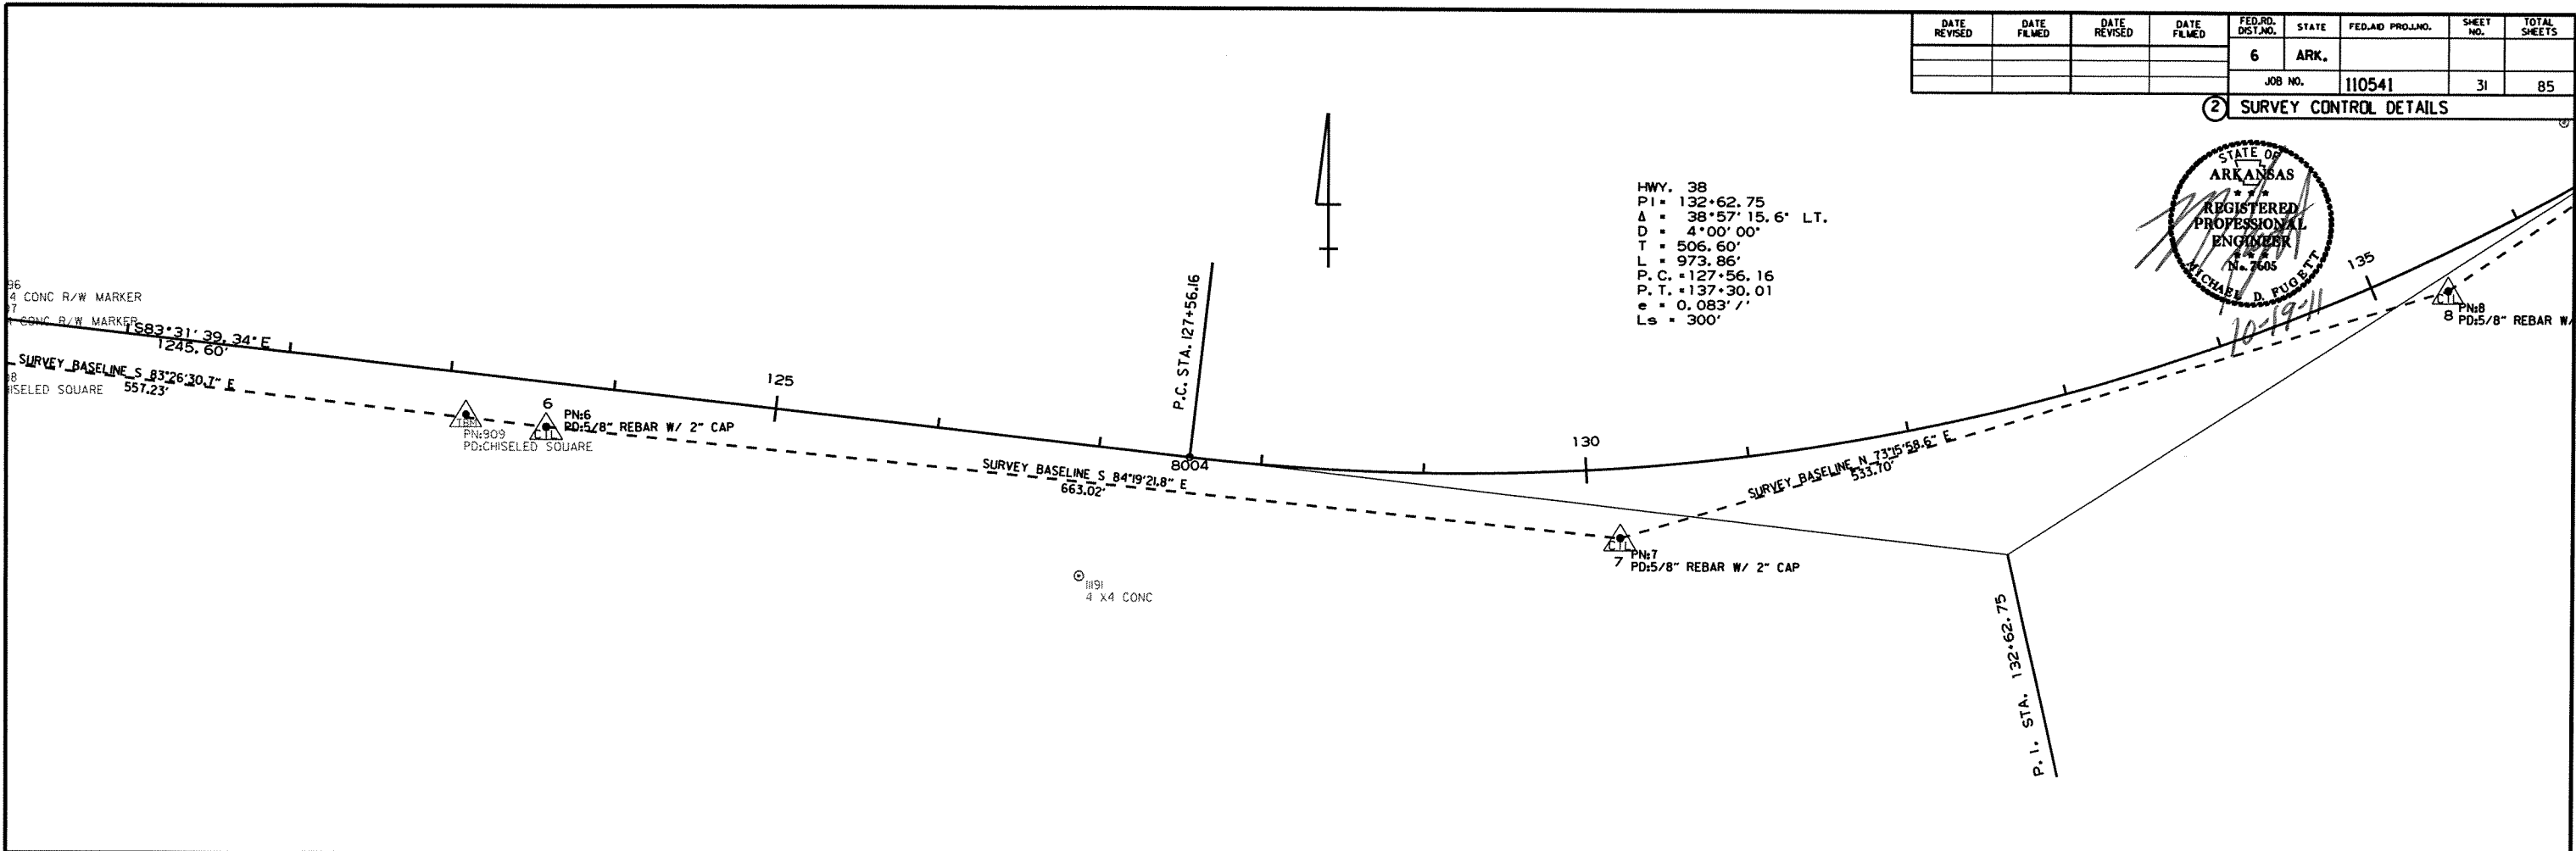 DATE REVISED DATE FILMED DATE REVISED DATE FILMED FED.RD. DIST.NO. STATE FED.AID PROJ.NO. SHEET NO. TOTAL SHEETS
6 ARK.
JOB NO. 110541 31 85
2 SURVEY CONTROL DETAILS
STATE OF
ARKANSAS
REGISTERED
PROFESSIONAL
ENGINEER
No. 7605
MICHAEL D. FUGETT
10-19-11
HWY. 38
PI = 132+62.75
Δ = 38°57'15.6" LT.
D = 4°00'00"
T = 506.60'
L = 973.86'
P.C. =127+56.16
P.T. =137+30.01
e = 0.083'/'
Ls = 300'
96
4 CONC R/W MARKER
CONC R/W MARKER
S83°31'39.34"E
1245.60'
SURVEY BASELINE S 83°26'30.7" E
557.23'
ISELED SQUARE
TBM
PN:909
PD:CHISELED SQUARE
6
CTL
PN:6
PD:5/8" REBAR W/ 2" CAP
125
P.C. STA. 127+56.16
8004
SURVEY BASELINE S 84°19'21.8" E
663.02'
11191
4 X4 CONC
130
CTL
7
PN:7
PD:5/8" REBAR W/ 2" CAP
SURVEY BASELINE N 73°15'58.6" E
533.70'
P.I. STA. 132+62.75
135
CTL
8
PN:8
PD:5/8" REBAR W/